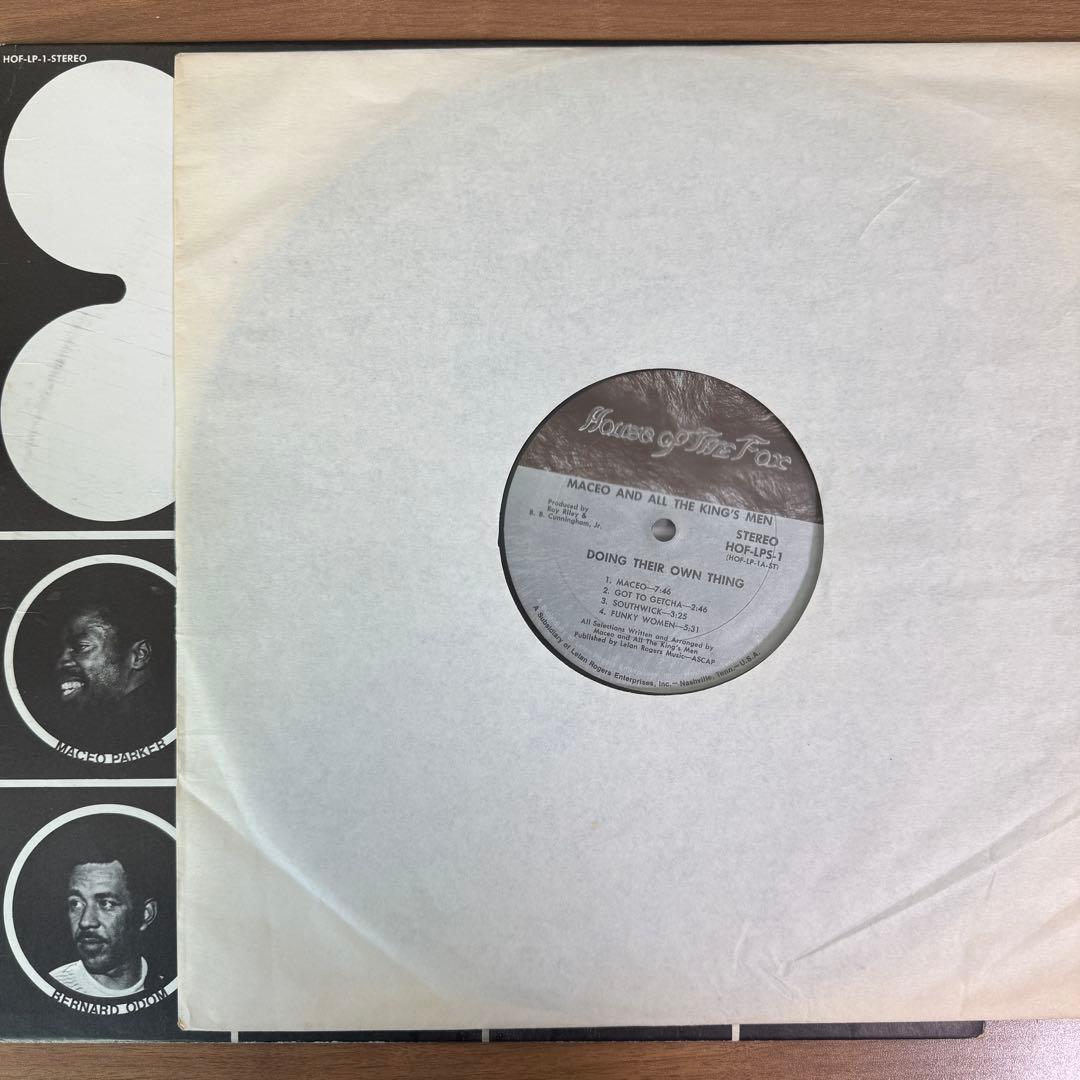 HOF-LP-1-STEREO
House of The Fox
MACEO AND ALL THE KING'S MEN
Produced by
Roy Riley &
B. B. Cunningham, Jr.
STEREO
HOF-LPS-1
(HOF-LP-1A-ST)
DOING THEIR OWN THING
1. MACEO—7:46
2. GOT TO GETCHA—2:46
3. SOUTHWICK—3:25
4. FUNKY WOMEN—5:31
All Selections Written and Arranged by
Maceo and All The King's Men
Published by Lelan Rogers Music—ASCAP
A Subsidiary of Lelan Rogers Enterprises, Inc.—Nashville, Tenn.—U.S.A.
MACEO PARKER
BERNARD ODOM